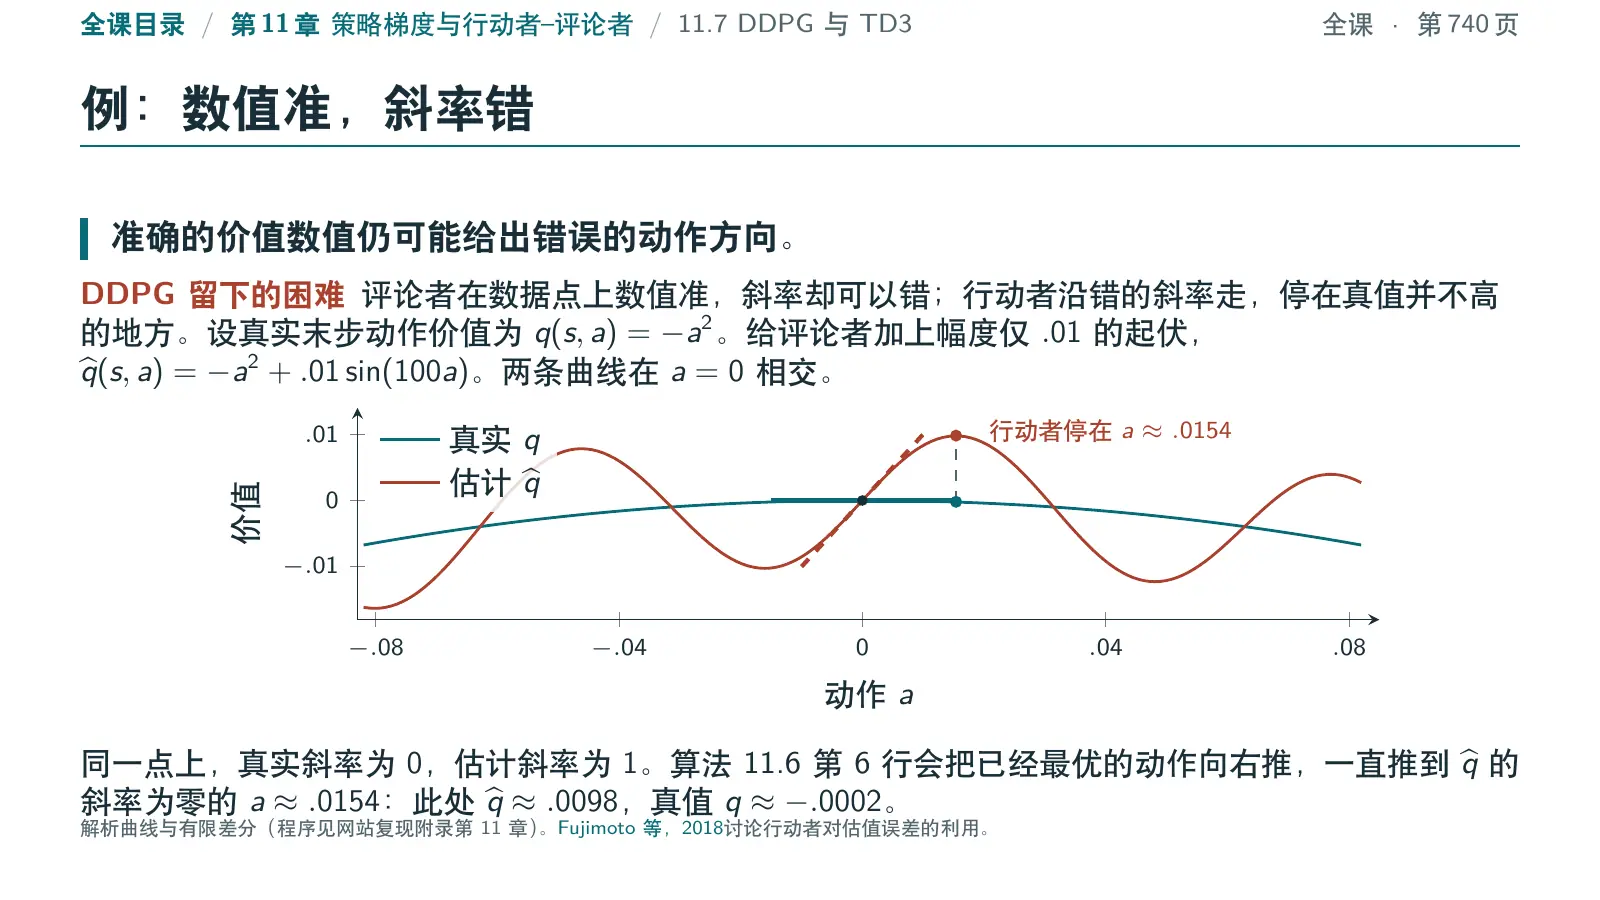 全课目录 / 第 11 章 策略梯度与行动者–评论者 / 11.7 DDPG 与 TD3
全课 · 第 740 页
例：数值准，斜率错
准确的价值数值仍可能给出错误的动作方向。
DDPG 留下的困难 评论者在数据点上数值准，斜率却可以错；行动者沿错的斜率走，停在真值并不高
的地方。设真实末步动作价值为 q(s, a) = −a². 给评论者加上幅度仅 .01 的起伏，
q̂(s, a) = −a² + .01 sin(100a)。两条曲线在 a = 0 相交。
.01
0
−.01
价值
真实 q
估计 q̂
行动者停在 a ≈ .0154
−.08
−.04
0
.04
.08
动作 a
同一点上，真实斜率为 0，估计斜率为 1。算法 11.6 第 6 行会把已经最优的动作向右推，一直推到 q̂ 的
斜率为零的 a ≈ .0154：此处 q̂ ≈ .0098，真值 q ≈ −.0002。
解析曲线与有限差分（程序见网站复现附录第 11 章）。Fujimoto 等，2018讨论行动者对估值误差的利用。